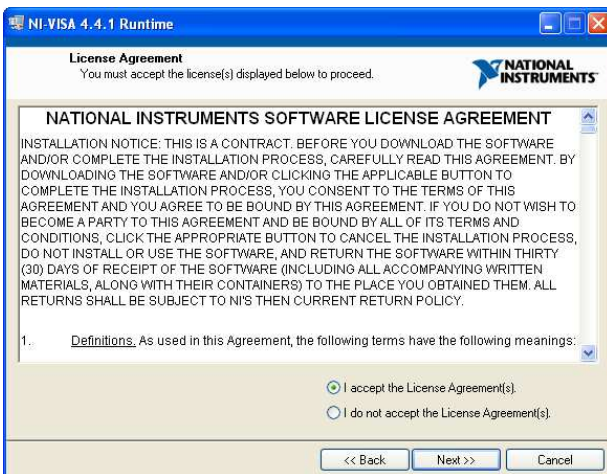 NI-VISA 4.4.1 Runtime
License Agreement
You must accept the license(s) displayed below to proceed.
NATIONAL
INSTRUMENTS
NATIONAL INSTRUMENTS SOFTWARE LICENSE AGREEMENT
INSTALLATION NOTICE: THIS IS A CONTRACT. BEFORE YOU DOWNLOAD THE SOFTWARE
AND/OR COMPLETE THE INSTALLATION PROCESS, CAREFULLY READ THIS AGREEMENT. BY
DOWNLOADING THE SOFTWARE AND/OR CLICKING THE APPLICABLE BUTTON TO
COMPLETE THE INSTALLATION PROCESS, YOU CONSENT TO THE TERMS OF THIS
AGREEMENT AND YOU AGREE TO BE BOUND BY THIS AGREEMENT. IF YOU DO NOT WISH TO
BECOME A PARTY TO THIS AGREEMENT AND BE BOUND BY ALL OF ITS TERMS AND
CONDITIONS, CLICK THE APPROPRIATE BUTTON TO CANCEL THE INSTALLATION PROCESS,
DO NOT INSTALL OR USE THE SOFTWARE, AND RETURN THE SOFTWARE WITHIN THIRTY
(30) DAYS OF RECEIPT OF THE SOFTWARE (INCLUDING ALL ACCOMPANYING WRITTEN
MATERIALS, ALONG WITH THEIR CONTAINERS) TO THE PLACE YOU OBTAINED THEM. ALL
RETURNS SHALL BE SUBJECT TO NI'S THEN CURRENT RETURN POLICY.
1. Definitions. As used in this Agreement, the following terms have the following meanings:
I accept the License Agreement(s).
I do not accept the License Agreement(s).
<< Back Next >> Cancel